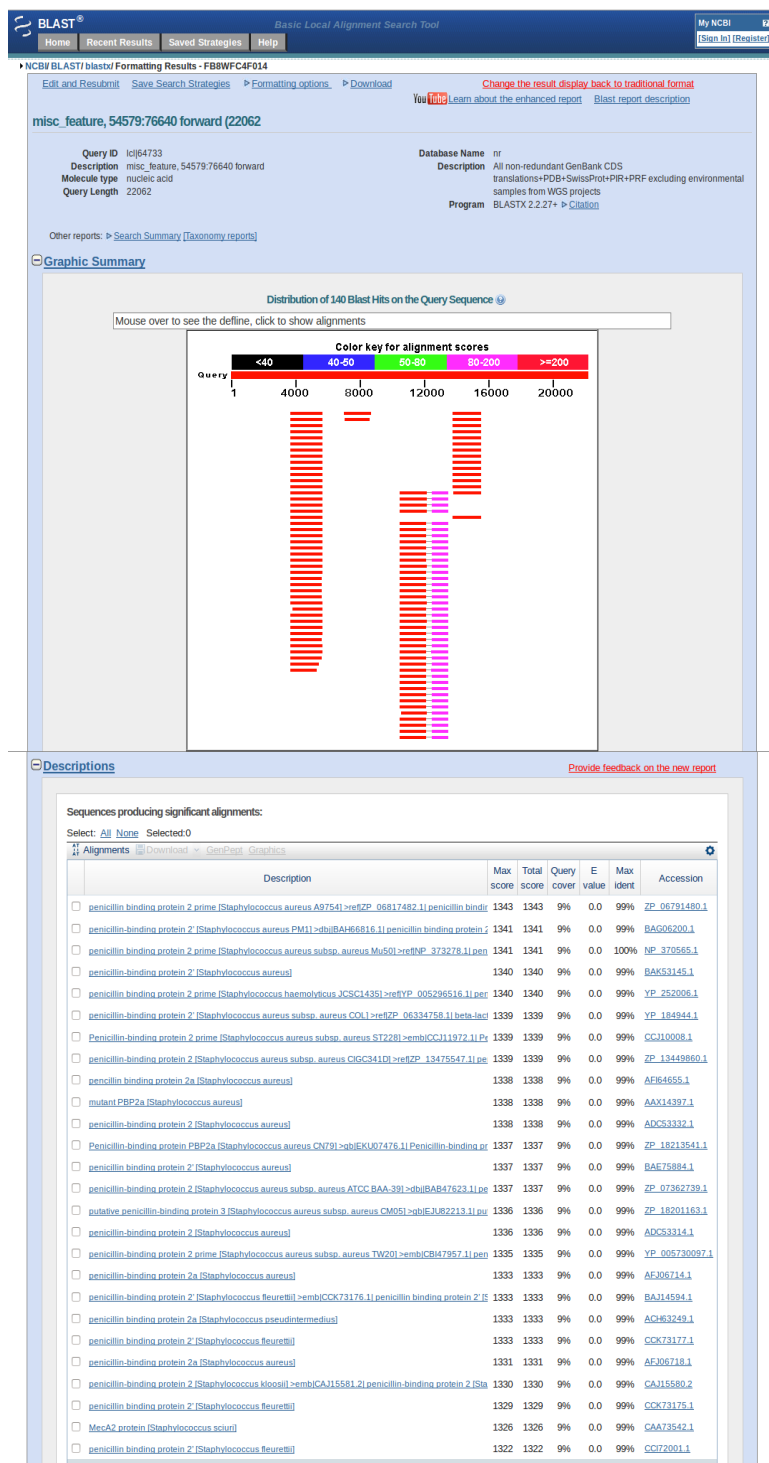 BLAST®
Basic Local Alignment Search Tool
My NCBI
[Sign In] [Register]
Home Recent Results Saved Strategies Help
NCBI/ BLAST/ blastx/ Formatting Results - FB8WFC4F014
Edit and Resubmit Save Search Strategies Formatting options Download Change the result display back to traditional format
YouTube Learn about the enhanced report Blast report description
misc_feature, 54579:76640 forward (22062
Query ID lcl|64733
Description misc_feature, 54579:76640 forward
Molecule type nucleic acid
Query Length 22062
Database Name nr
Description All non-redundant GenBank CDS
translations+PDB+SwissProt+PIR+PRF excluding environmental
samples from WGS projects
Program BLASTX 2.2.27+ Citation
Other reports: Search Summary [Taxonomy reports]
Graphic Summary
Distribution of 140 Blast Hits on the Query Sequence
Mouse over to see the defline, click to show alignments
Color key for alignment scores
<40 40-50 50-80 80-200 >=200
Query
1 4000 8000 12000 16000 20000
Descriptions Provide feedback on the new report
Sequences producing significant alignments:
Select: All None Selected:0
Alignments Download GenPept Graphics
Description Max score Total score Query cover E value Max ident Accession
penicillin binding protein 2 prime [Staphylococcus aureus A9754] >ref|ZP_06817482.1| penicillin bindir 1343 1343 9% 0.0 99% ZP_06791480.1
penicillin-binding protein 2' [Staphylococcus aureus PM1] >dbj|BAH66816.1| penicillin binding protein 2 1341 1341 9% 0.0 99% BAG06200.1
penicillin binding protein 2 prime [Staphylococcus aureus subsp. aureus Mu50] >ref|NP_373278.1| pen 1341 1341 9% 0.0 100% NP_370565.1
penicillin-binding protein 2' [Staphylococcus aureus] 1340 1340 9% 0.0 99% BAK53145.1
penicillin binding protein 2 prime [Staphylococcus haemolyticus JCSC1435] >ref|YP_005296516.1| per 1340 1340 9% 0.0 99% YP_252006.1
penicillin-binding protein 2' [Staphylococcus aureus subsp. aureus COL] >ref|ZP_06334758.1| beta-lact 1339 1339 9% 0.0 99% YP_184944.1
Penicillin-binding protein 2 prime [Staphylococcus aureus subsp. aureus ST228] >emb|CCJ11972.1| Pe 1339 1339 9% 0.0 99% CCJ10008.1
penicillin-binding protein 2 [Staphylococcus aureus subsp. aureus CIGC341D] >ref|ZP_13475547.1| pe 1339 1339 9% 0.0 99% ZP_13449860.1
pencillin binding protein 2a [Staphylococcus aureus] 1338 1338 9% 0.0 99% AFI64655.1
mutant PBP2a [Staphylococcus aureus] 1338 1338 9% 0.0 99% AAX14397.1
penicillin-binding protein 2 [Staphylococcus aureus] 1338 1338 9% 0.0 99% ADC53332.1
Penicillin-binding protein PBP2a [Staphylococcus aureus CN79] >gb|EKU07476.1| Penicillin-binding pr 1337 1337 9% 0.0 99% ZP_18213541.1
penicillin binding protein 2' [Staphylococcus aureus] 1337 1337 9% 0.0 99% BAE75884.1
penicillin-binding protein 2 [Staphylococcus aureus subsp. aureus ATCC BAA-39] >dbj|BAB47623.1| pe 1337 1337 9% 0.0 99% ZP_07362739.1
putative penicillin-binding protein 3 [Staphylococcus aureus subsp. aureus CM05] >gb|EJU82213.1| pu 1336 1336 9% 0.0 99% ZP_18201163.1
penicillin-binding protein 2 [Staphylococcus aureus] 1336 1336 9% 0.0 99% ADC53314.1
penicillin binding protein 2 prime [Staphylococcus aureus subsp. aureus TW20] >emb|CBI47957.1| pen 1335 1335 9% 0.0 99% YP_005730097.1
penicillin-binding protein 2a [Staphylococcus aureus] 1333 1333 9% 0.0 99% AFJ06714.1
penicillin-binding protein 2' [Staphylococcus fleurettii] >emb|CCK73176.1| penicillin binding protein 2' [S 1333 1333 9% 0.0 99% BAJ14594.1
penicillin binding protein 2a [Staphylococcus pseudintermedius] 1333 1333 9% 0.0 99% ACH63249.1
penicillin binding protein 2' [Staphylococcus fleurettii] 1333 1333 9% 0.0 99% CCK73177.1
penicillin-binding protein 2a [Staphylococcus aureus] 1331 1331 9% 0.0 99% AFJ06718.1
penicillin-binding protein 2 [Staphylococcus kloosii] >emb|CAJ15581.2| penicillin-binding protein 2 [Sta 1330 1330 9% 0.0 99% CAJ15580.2
penicillin binding protein 2' [Staphylococcus fleurettii] 1329 1329 9% 0.0 99% CCK73175.1
MecA2 protein [Staphylococcus sciuri] 1326 1326 9% 0.0 99% CAA73542.1
penicillin binding protein 2' [Staphylococcus fleurettii] 1322 1322 9% 0.0 99% CCI72001.1